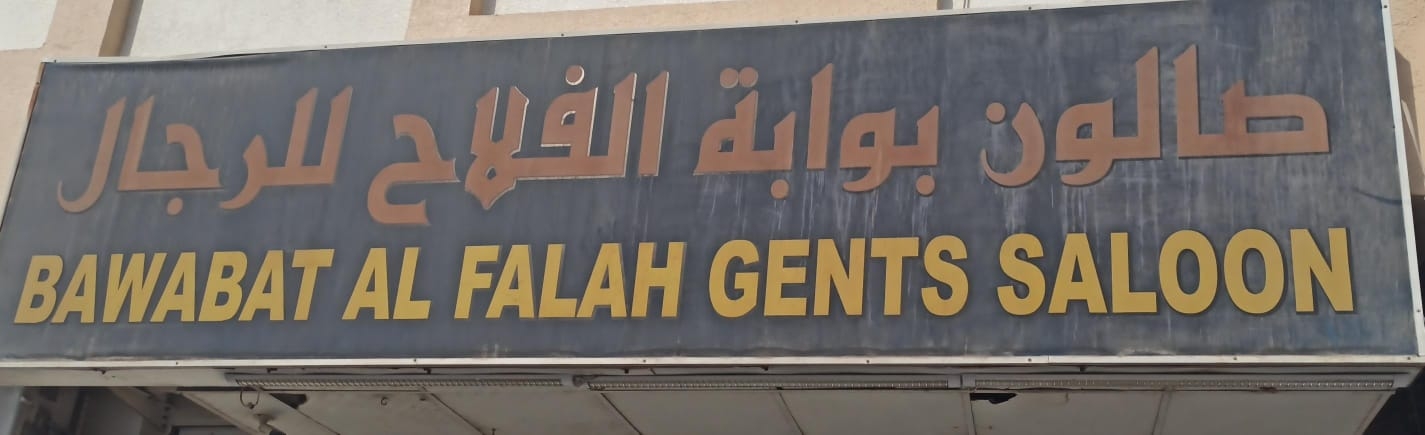 صالون بوابة الفلاح للرجال
BAWABAT AL FALAH GENTS SALOON